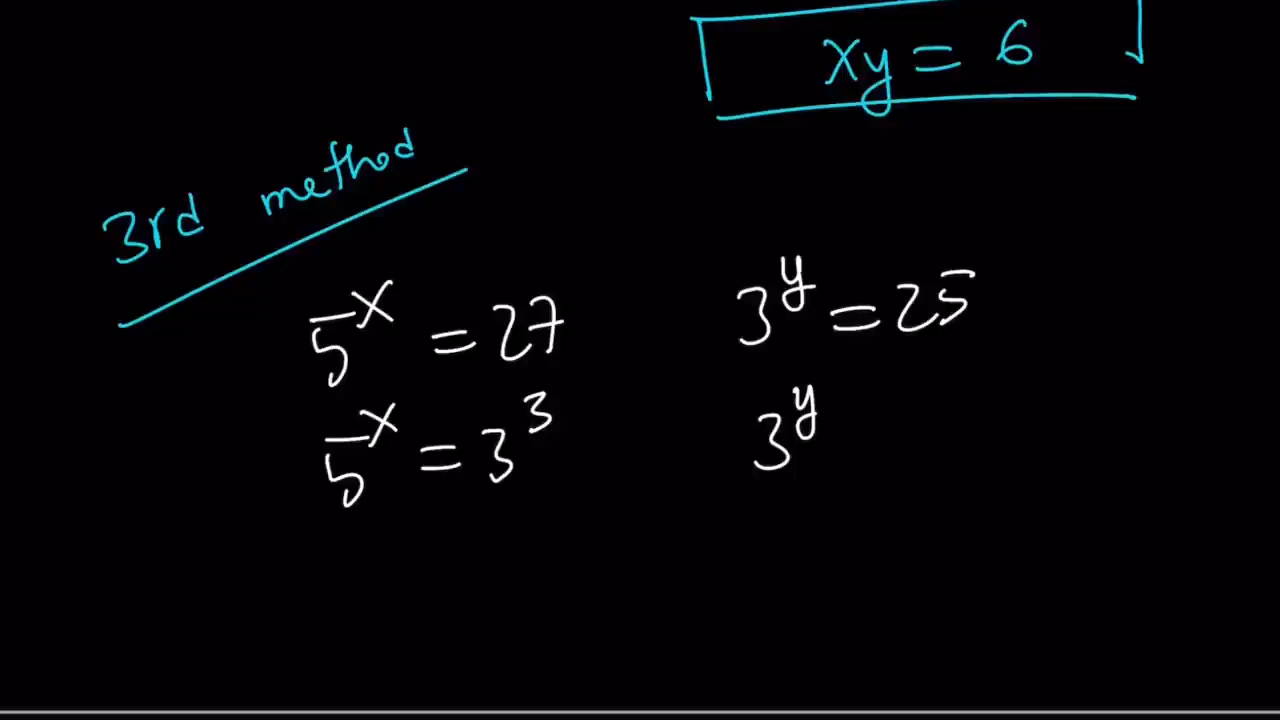 xy = 6
3rd method
5^x = 27 3^y = 25
5^x = 3^3 3^y